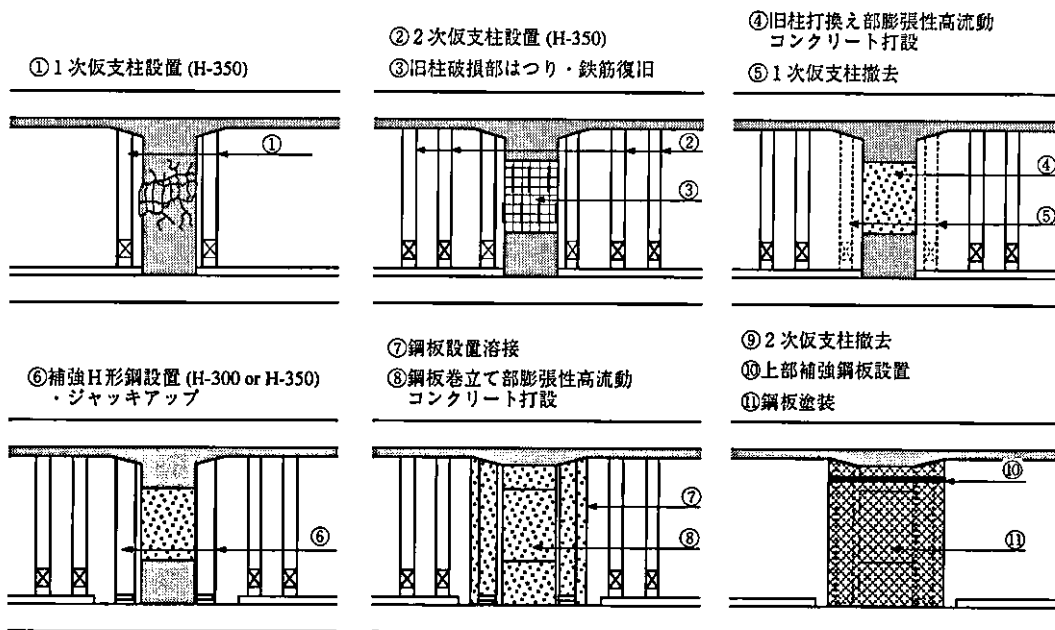 ①1次仮支柱設置 (H-350)
①
②2次仮支柱設置 (H-350)
③旧柱破損部はつり・鉄筋復旧
②
③
④旧柱打換え部膨張性高流動
コンクリート打設
⑤1次仮支柱撤去
④
⑤
⑥補強H形鋼設置 (H-300 or H-350)
・ジャッキアップ
⑥
⑦鋼板設置溶接
⑧鋼板巻立て部膨張性高流動
コンクリート打設
⑦
⑧
⑨2次仮支柱撤去
⑩上部補強鋼板設置
⑪鋼板塗装
⑩
⑪